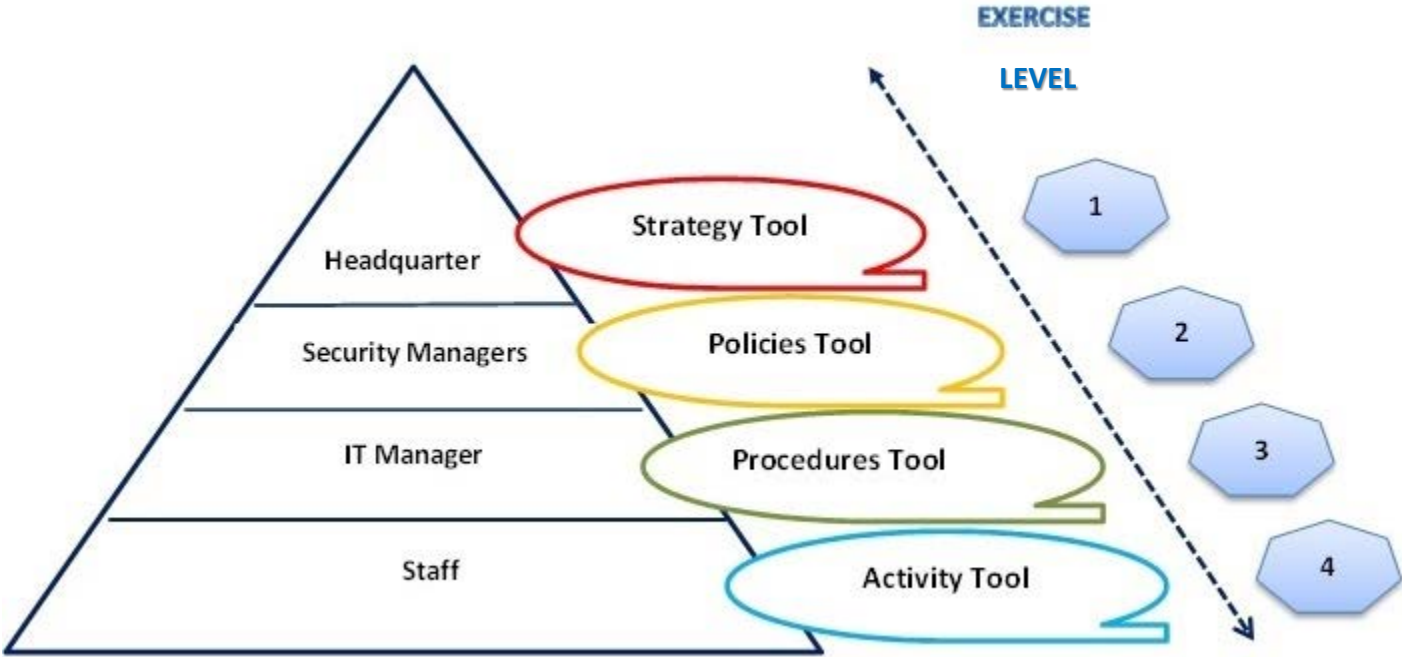 EXERCISE
LEVEL
1
Strategy Tool
Headquarter
2
Policies Tool
Security Managers
3
Procedures Tool
IT Manager
4
Activity Tool
Staff